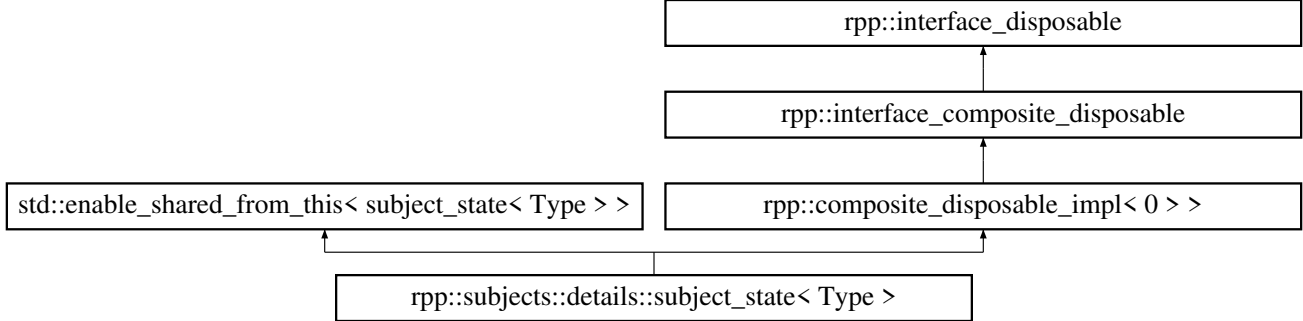 rpp::interface_disposable
rpp::interface_composite_disposable
std::enable_shared_from_this< subject_state< Type > >
rpp::composite_disposable_impl< 0 > >
rpp::subjects::details::subject_state< Type >